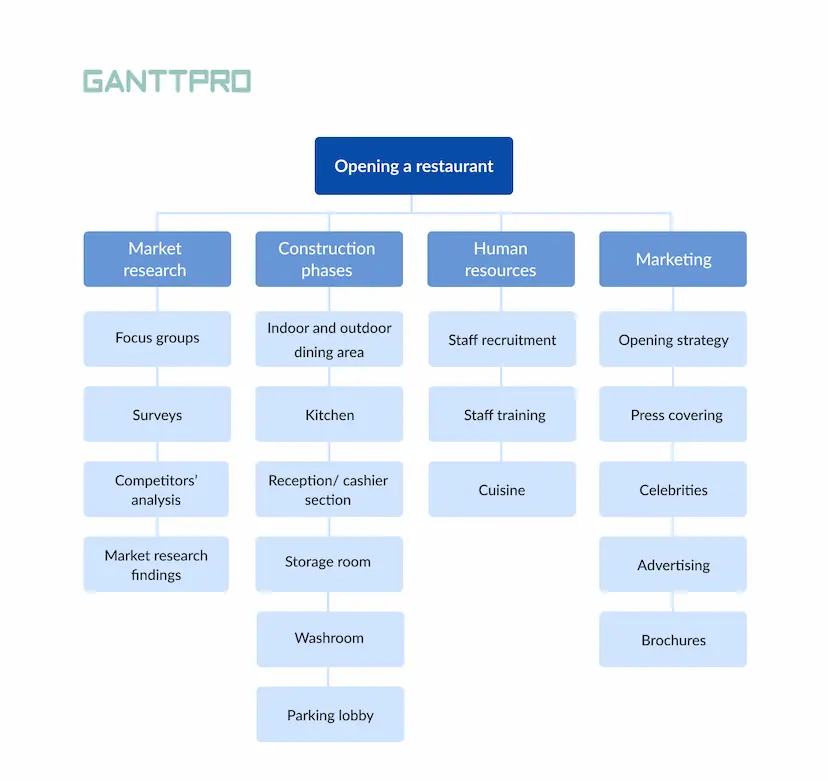 GANTTPRO
Opening a restaurant
Market
research
Focus groups
Surveys
Competitors’
analysis
Market research
findings
Construction
phases
Indoor and outdoor
dining area
Kitchen
Reception/ cashier
section
Storage room
Washroom
Parking lobby
Human
resources
Staff recruitment
Staff training
Cuisine
Marketing
Opening strategy
Press covering
Celebrities
Advertising
Brochures